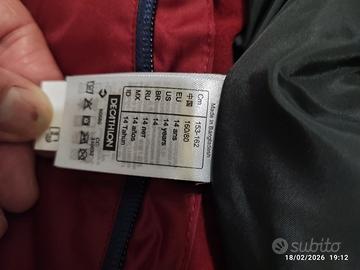 Made in Bangladesh
Cm 153-162
中国 160/80
EU 14 ans
US 14 years
BR 14 anos
RU 14 лет
MX 14 años
ID 14 Tahun
DECATHLON
subito
18/02/2026 19:12